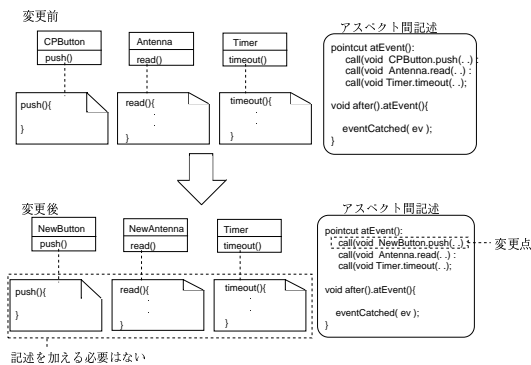 変更前
アスペクト間記述
CPButton
push()
Antenna
read()
Timer
timeout()
push(){
}
read(){
.
.
}
timeout(){
.
.
}
pointcut atEvent():
call(void CPButton.push(. .) :
call(void Antenna.read(. .) :
call(void Timer.timeout(. .);
void after().atEvent(){
eventCatched( ev );
}
変更後
アスペクト間記述
NewButton
push()
NewAntenna
read()
Timer
timeout()
push(){
}
read(){
.
.
}
timeout(){
.
.
}
pointcut atEvent():
call(void NewButton.push(. .)
call(void Antenna.read(. .) :
call(void Timer.timeout(. .);
void after().atEvent(){
eventCatched( ev );
}
変更点
記述を加える必要はない